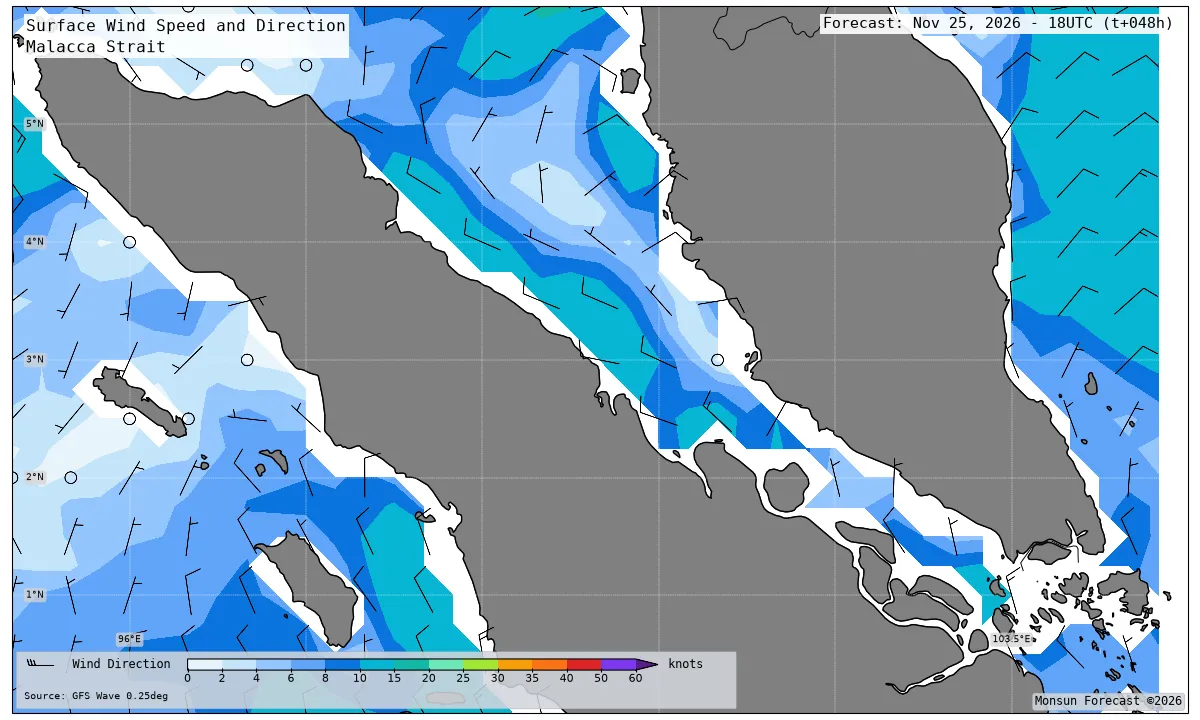 Surface Wind Speed and Direction
Malacca Strait
Forecast: Nov 25, 2026 - 18UTC (t+048h)
5°N
4°N
3°N
2°N
1°N
96°E
103.5°E
Wind Direction
knots
0 2 4 6 8 10 15 20 25 30 35 40 50 60
Source: GFS Wave 0.25deg
Monsun Forecast ©2026